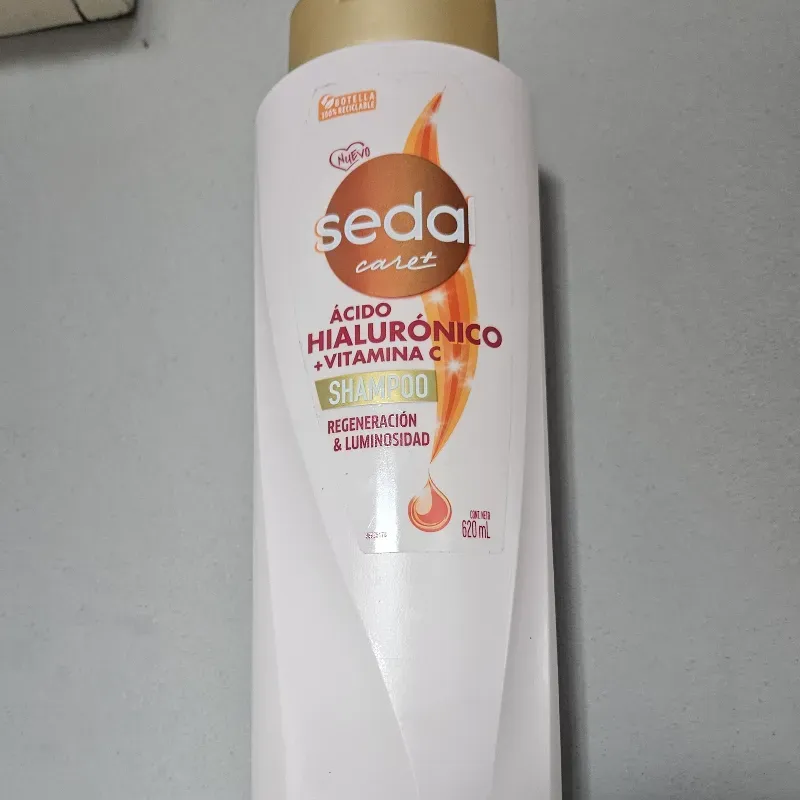 BOTELLA
100% RECICLABLE
NUEVO
sedal
care+
ÁCIDO
HIALURÓNICO
+VITAMINA C
SHAMPOO
REGENERACIÓN
& LUMINOSIDAD
CONT. NETO
620 mL